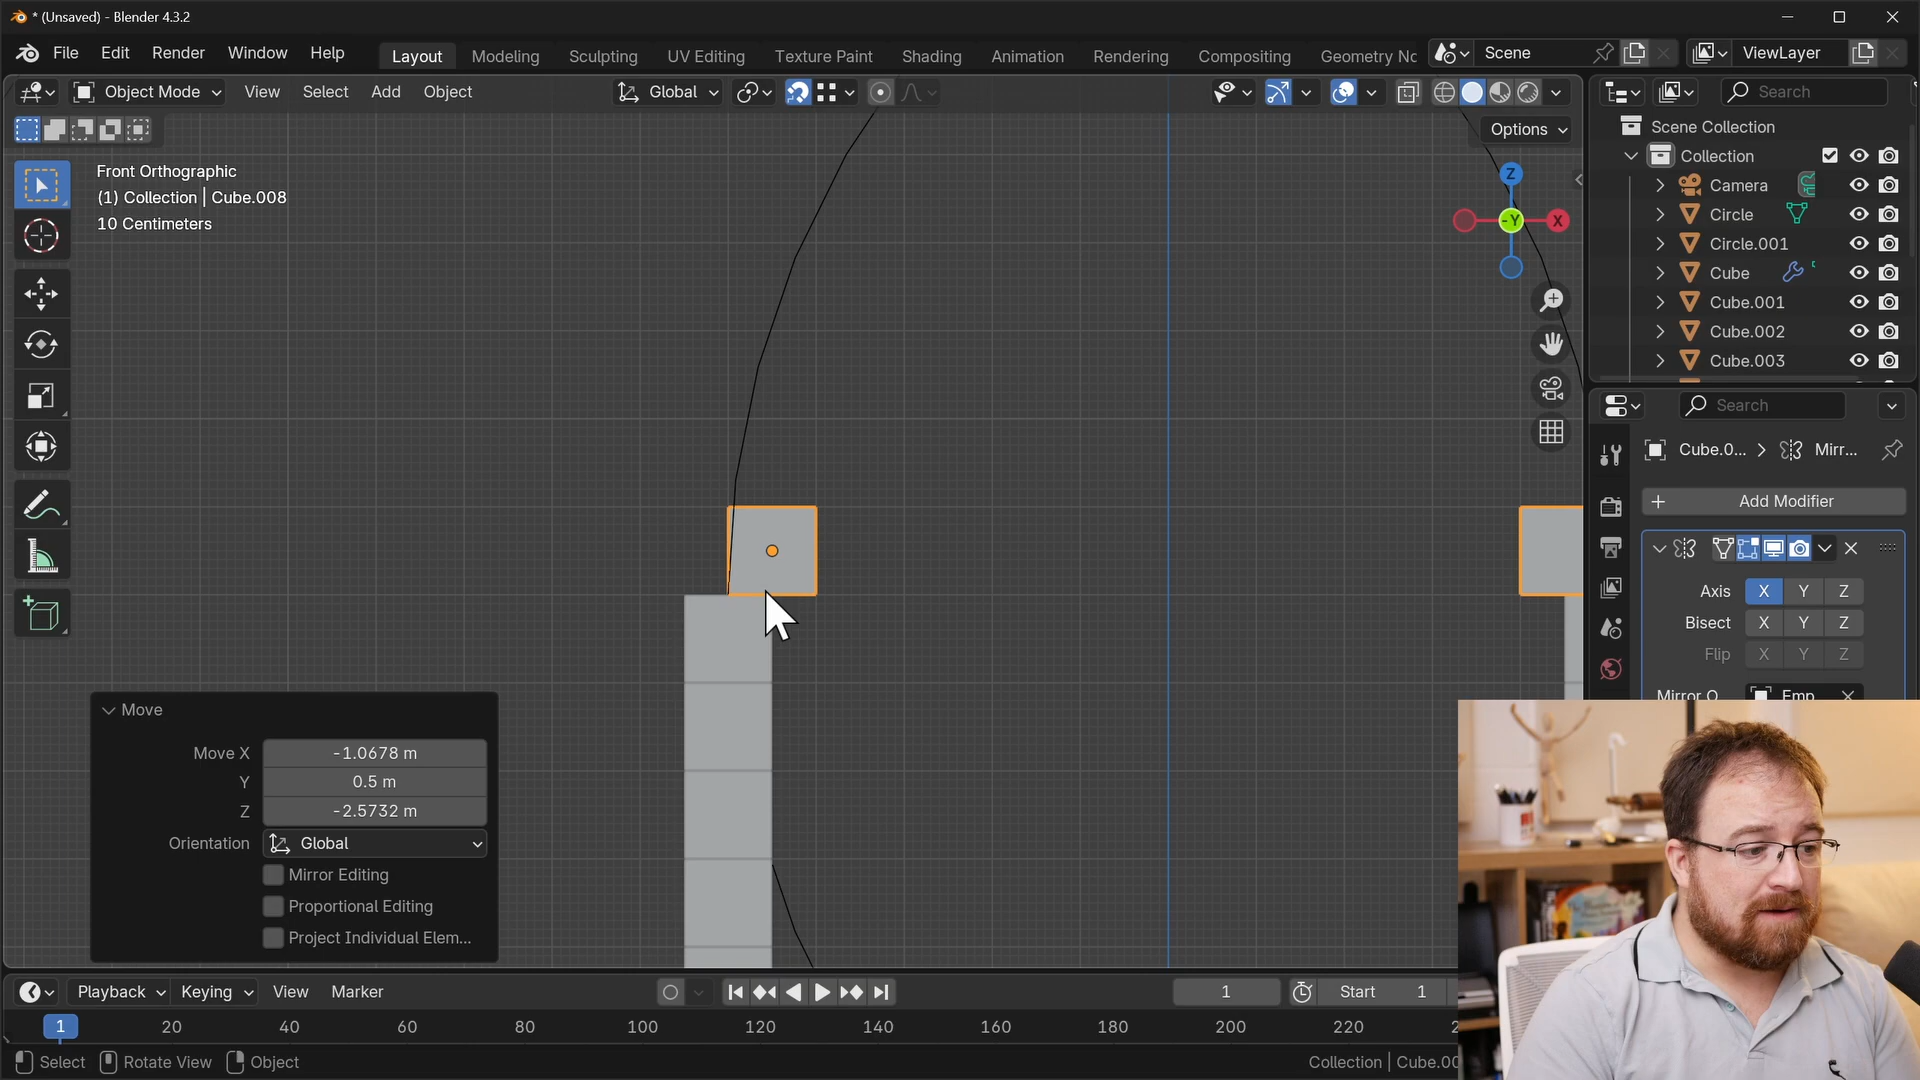 * (Unsaved) - Blender 4.3.2
File Edit Render Window Help Layout Modeling Sculpting UV Editing Texture Paint Shading Animation Rendering Compositing Geometry No Scene ViewLayer
Object Mode View Select Add Object Global Search
Options
Scene Collection
Collection
Camera
Circle
Circle.001
Cube
Cube.001
Cube.002
Cube.003
Front Orthographic
(1) Collection | Cube.008
10 Centimeters
Z
-Y
X
Search
Cube.0... Mirr...
+ Add Modifier
Axis X Y Z
Bisect X Y Z
Flip X Y Z
Mirror O Emp
Move
Move X -1.0678 m
Y 0.5 m
Z -2.5732 m
Orientation Global
Mirror Editing
Proportional Editing
Project Individual Elem...
Playback Keying View Marker 1 Start 1
1 20 40 60 80 100 120 140 160 180 200 220 2
Select Rotate View Object Collection | Cube.00